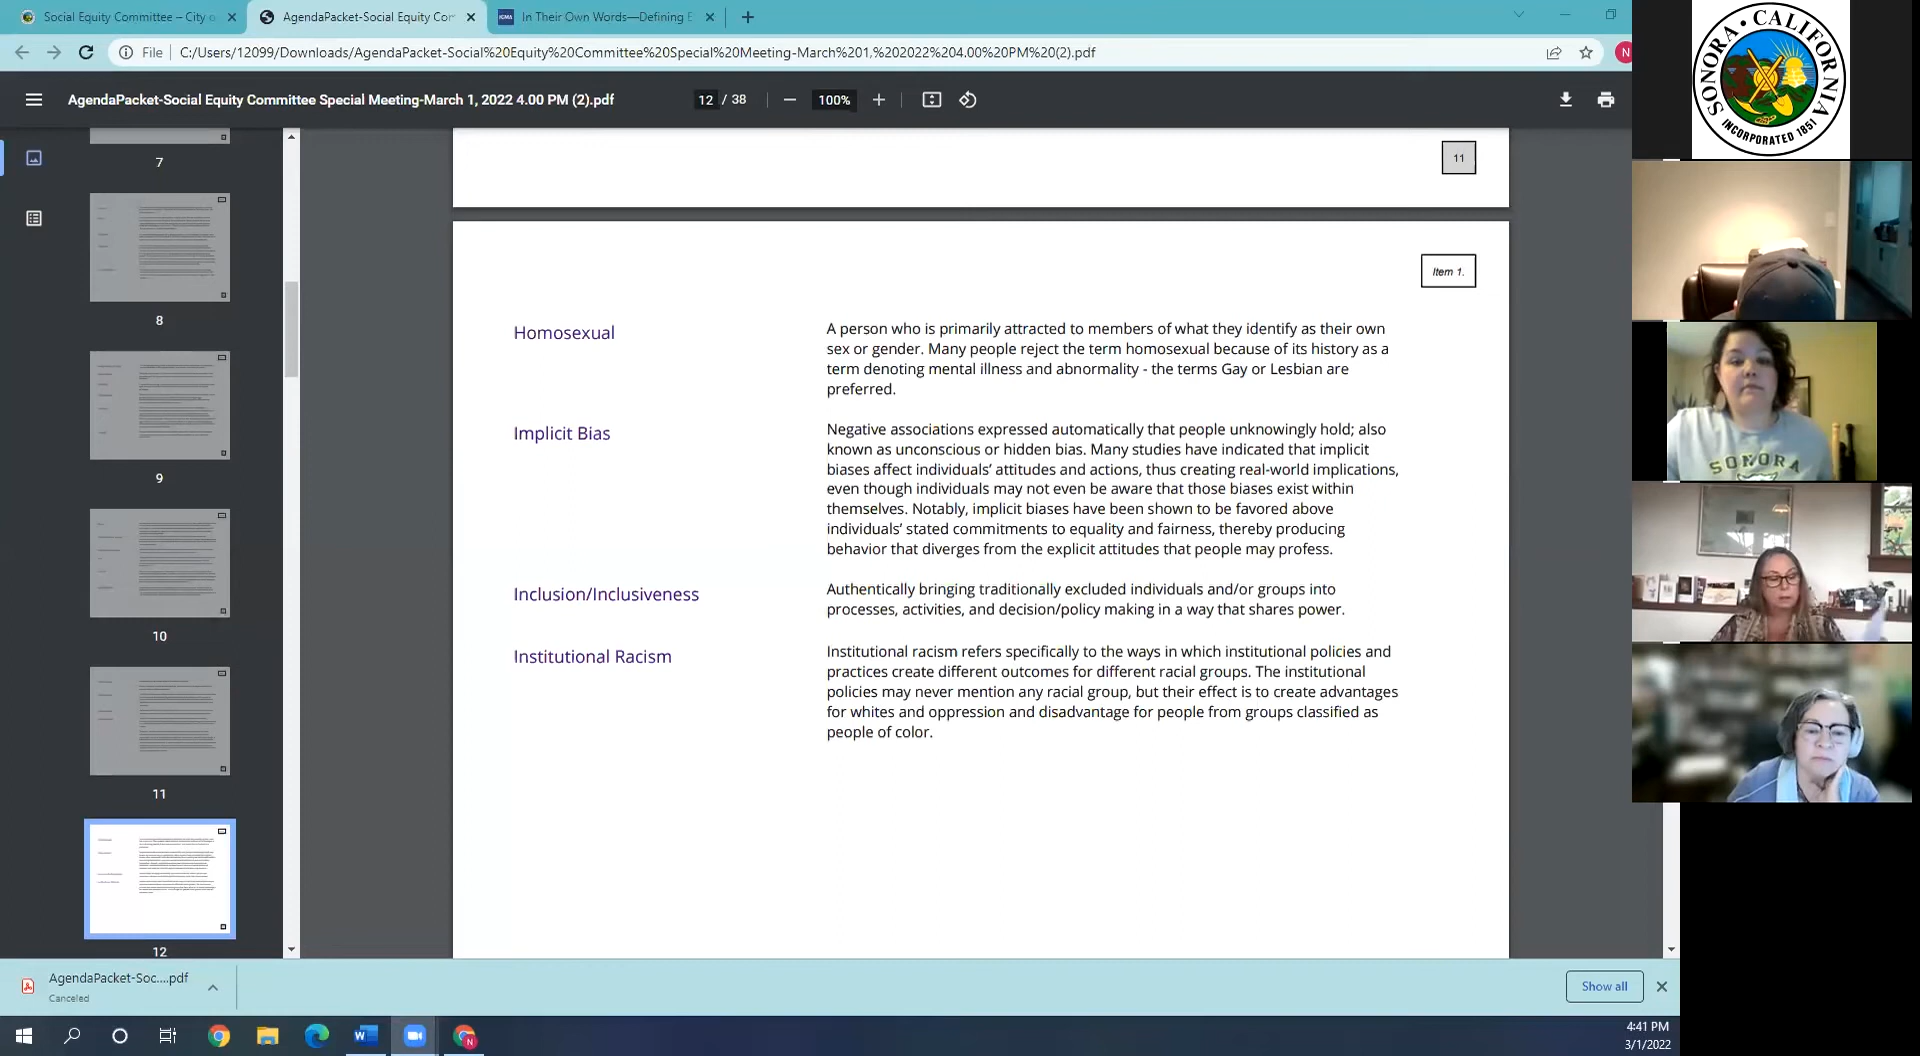 Social Equity Committee – City o
AgendaPacket-Social Equity Com
ICMA
In Their Own Words—Defining E
File
C:/Users/12099/Downloads/AgendaPacket-Social%20Equity%20Committee%20Special%20Meeting-March%201,%202022%204.00%20PM%20(2).pdf
N
AgendaPacket-Social Equity Committee Special Meeting-March 1, 2022 4.00 PM (2).pdf
12 / 38
100%
7
8
9
10
11
12
11
Item 1.
Homosexual
A person who is primarily attracted to members of what they identify as their own
sex or gender. Many people reject the term homosexual because of its history as a
term denoting mental illness and abnormality - the terms Gay or Lesbian are
preferred.
Implicit Bias
Negative associations expressed automatically that people unknowingly hold; also
known as unconscious or hidden bias. Many studies have indicated that implicit
biases affect individuals’ attitudes and actions, thus creating real-world implications,
even though individuals may not even be aware that those biases exist within
themselves. Notably, implicit biases have been shown to be favored above
individuals’ stated commitments to equality and fairness, thereby producing
behavior that diverges from the explicit attitudes that people may profess.
Inclusion/Inclusiveness
Authentically bringing traditionally excluded individuals and/or groups into
processes, activities, and decision/policy making in a way that shares power.
Institutional Racism
Institutional racism refers specifically to the ways in which institutional policies and
practices create different outcomes for different racial groups. The institutional
policies may never mention any racial group, but their effect is to create advantages
for whites and oppression and disadvantage for people from groups classified as
people of color.
SONORA, CALIFORNIA
INCORPORATED 1851
SONORA
AgendaPacket-Soc....pdf
Canceled
Show all
W
N
4:41 PM
3/1/2022